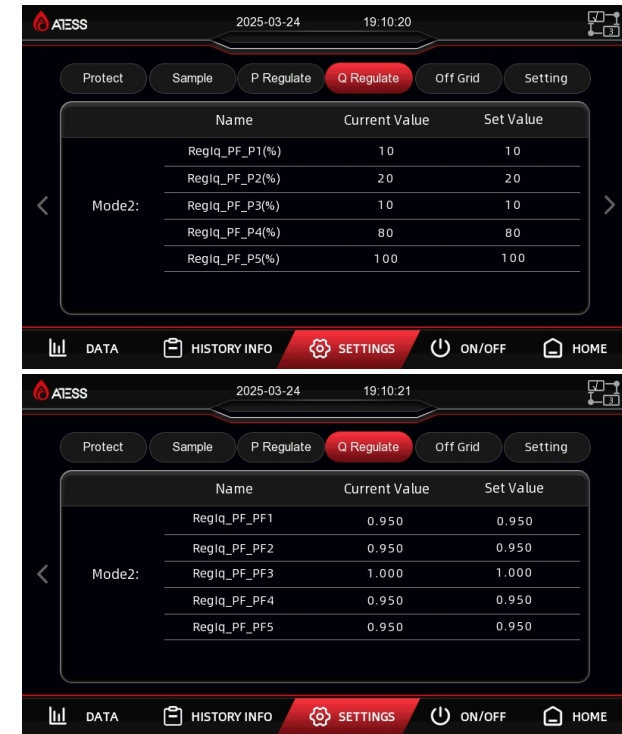 ATESS 2025-03-24 19:10:20
3
Protect Sample P Regulate Q Regulate Off Grid Setting
Name Current Value Set Value
RegIq_PF_P1(%) 10 10
RegIq_PF_P2(%) 20 20
Mode2: RegIq_PF_P3(%) 10 10
RegIq_PF_P4(%) 80 80
RegIq_PF_P5(%) 100 100
DATA HISTORY INFO SETTINGS ON/OFF HOME
ATESS 2025-03-24 19:10:21
3
Protect Sample P Regulate Q Regulate Off Grid Setting
Name Current Value Set Value
RegIq_PF_PF1 0.950 0.950
RegIq_PF_PF2 0.950 0.950
Mode2: RegIq_PF_PF3 1.000 1.000
RegIq_PF_PF4 0.950 0.950
RegIq_PF_PF5 0.950 0.950
DATA HISTORY INFO SETTINGS ON/OFF HOME